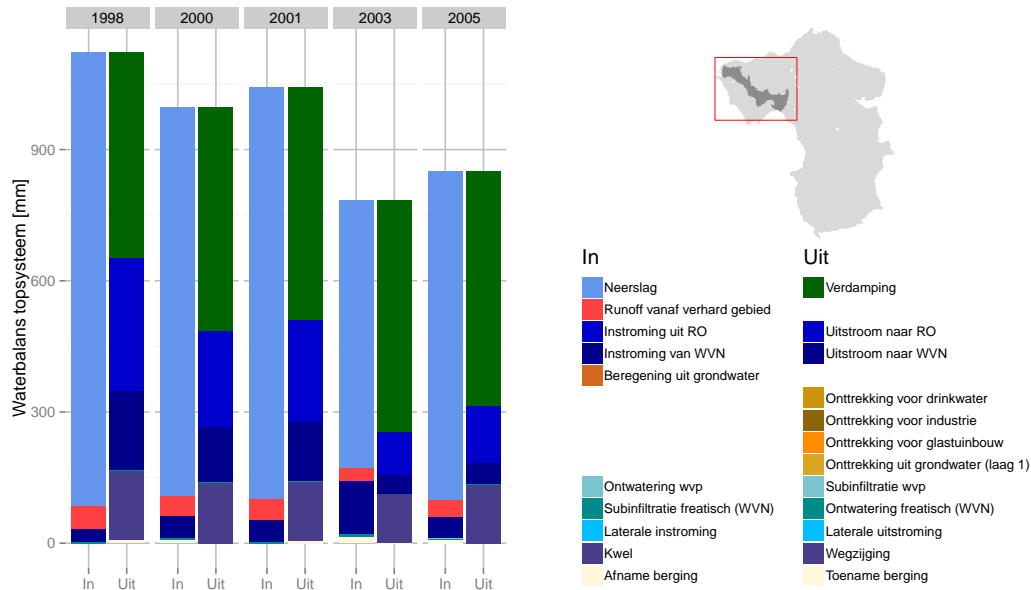 1998 2000 2001 2003 2005
Waterbalans topsysteem [mm]
900
600
300
0
In Uit In Uit In Uit In Uit In Uit
In
Neerslag
Runoff vanaf verhard gebied
Instroming uit RO
Instroming van WVN
Beregening uit grondwater
Ontwatering wvp
Subinfiltratie freatisch (WVN)
Laterale instroming
Kwel
Afname berging
Uit
Verdamping
Uitstroom naar RO
Uitstroom naar WVN
Onttrekking voor drinkwater
Onttrekking voor industrie
Onttrekking voor glastuinbouw
Onttrekking uit grondwater (laag 1)
Subinfiltratie wvp
Ontwatering freatisch (WVN)
Laterale uitstroming
Wegzijging
Toename berging